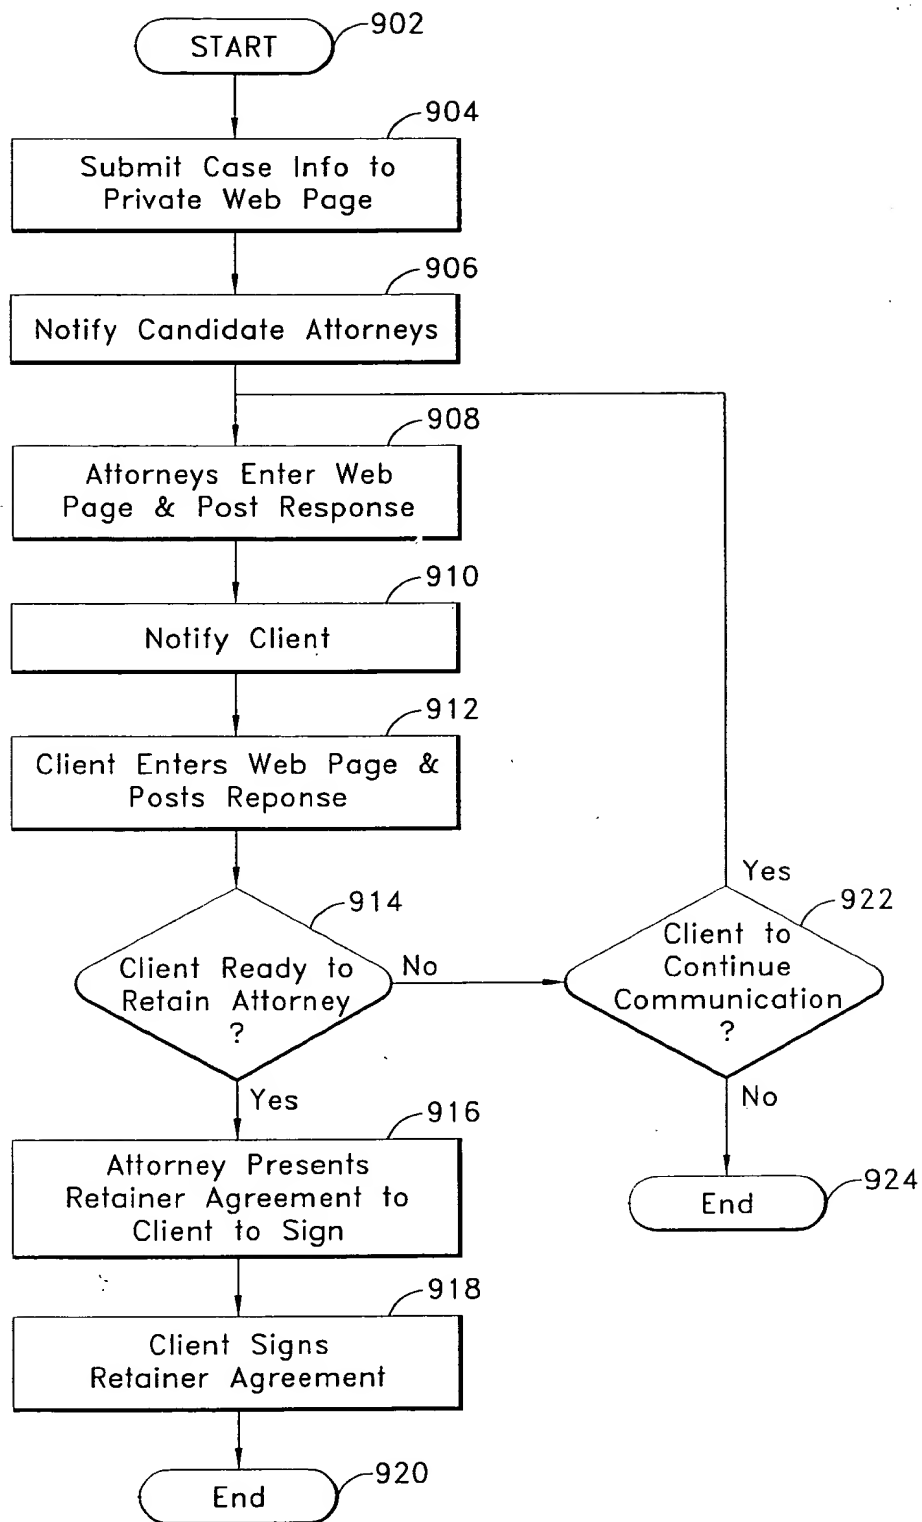 START
902
904
Submit Case Info to
Private Web Page
906
Notify Candidate Attorneys
908
Attorneys Enter Web
Page & Post Response
910
Notify Client
912
Client Enters Web Page &
Posts Reponse
914
Client Ready to
Retain Attorney
?
No
Yes
922
Client to
Continue
Communication
?
Yes
No
916
Attorney Presents
Retainer Agreement to
Client to Sign
924
End
918
Client Signs
Retainer Agreement
920
End